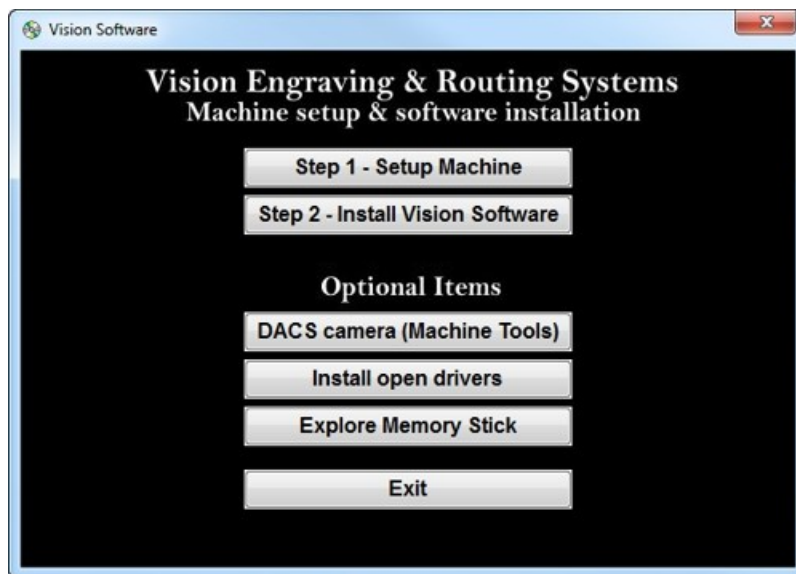 Vision Software
Vision Engraving & Routing Systems
Machine setup & software installation
Step 1 - Setup Machine
Step 2 - Install Vision Software
Optional Items
DACS camera (Machine Tools)
Install open drivers
Explore Memory Stick
Exit